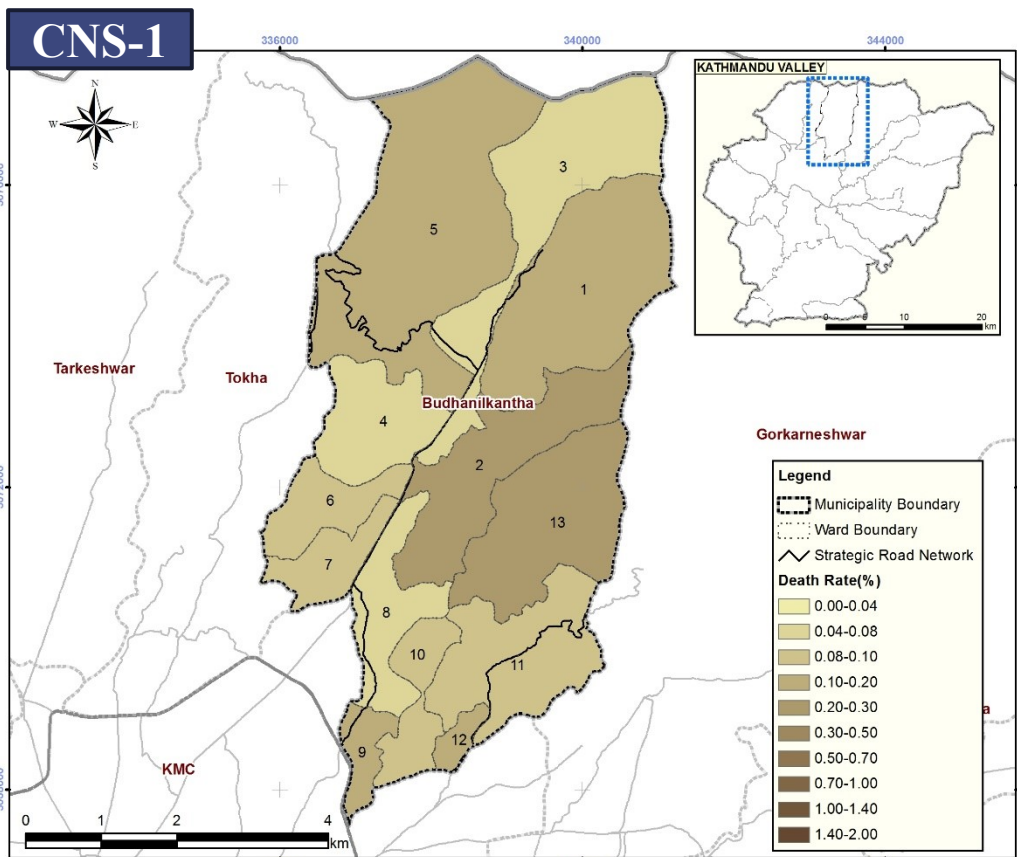 CNS-1
336000
340000
344000
KATHMANDU VALLEY
N
W
E
S
0
10
20
km
3
5
1
Tarkeshwar
Tokha
Budhanilkantha
4
Gorkarneshwar
2
6
13
7
8
10
11
9
12
KMC
Legend
Municipality Boundary
Ward Boundary
Strategic Road Network
Death Rate(%)
0.00-0.04
0.04-0.08
0.08-0.10
0.10-0.20
0.20-0.30
0.30-0.50
0.50-0.70
0.70-1.00
1.00-1.40
1.40-2.00
0
1
2
4
km